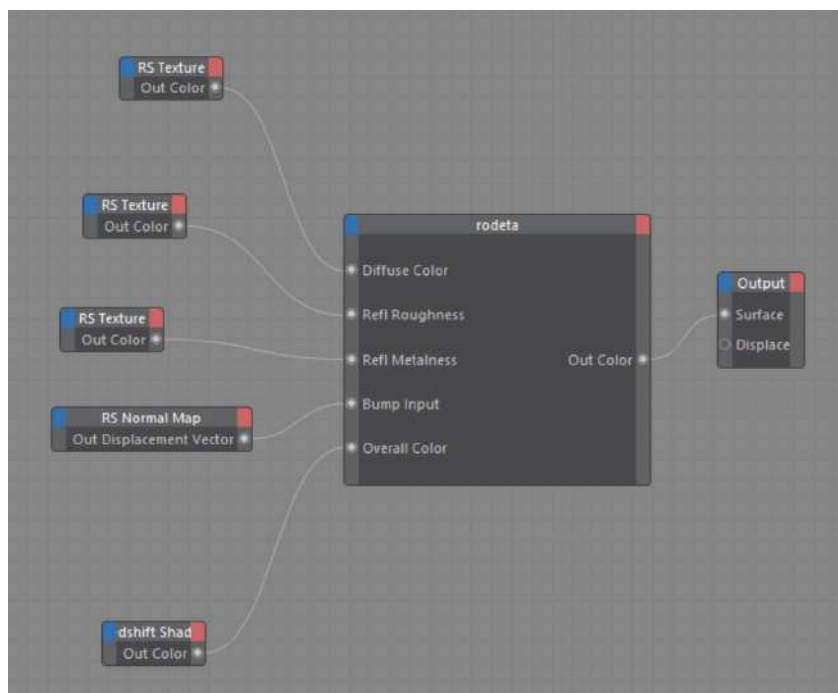 RS Texture
Out Color
RS Texture
Out Color
RS Texture
Out Color
RS Normal Map
Out Displacement Vector
dshift Shad
Out Color
rodeta
Diffuse Color
Refl Roughness
Refl Metalness
Out Color
Bump Input
Overall Color
Output
Surface
Displace